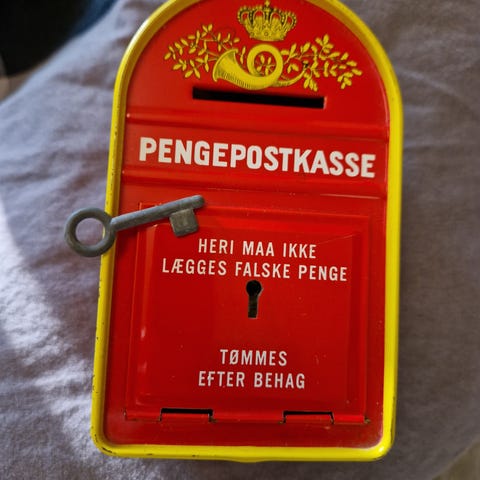 PENGEPOSTKASSE
HERI MAA IKKE
LÆGGES FALSKE PENGE
TØMMES
EFTER BEHAG